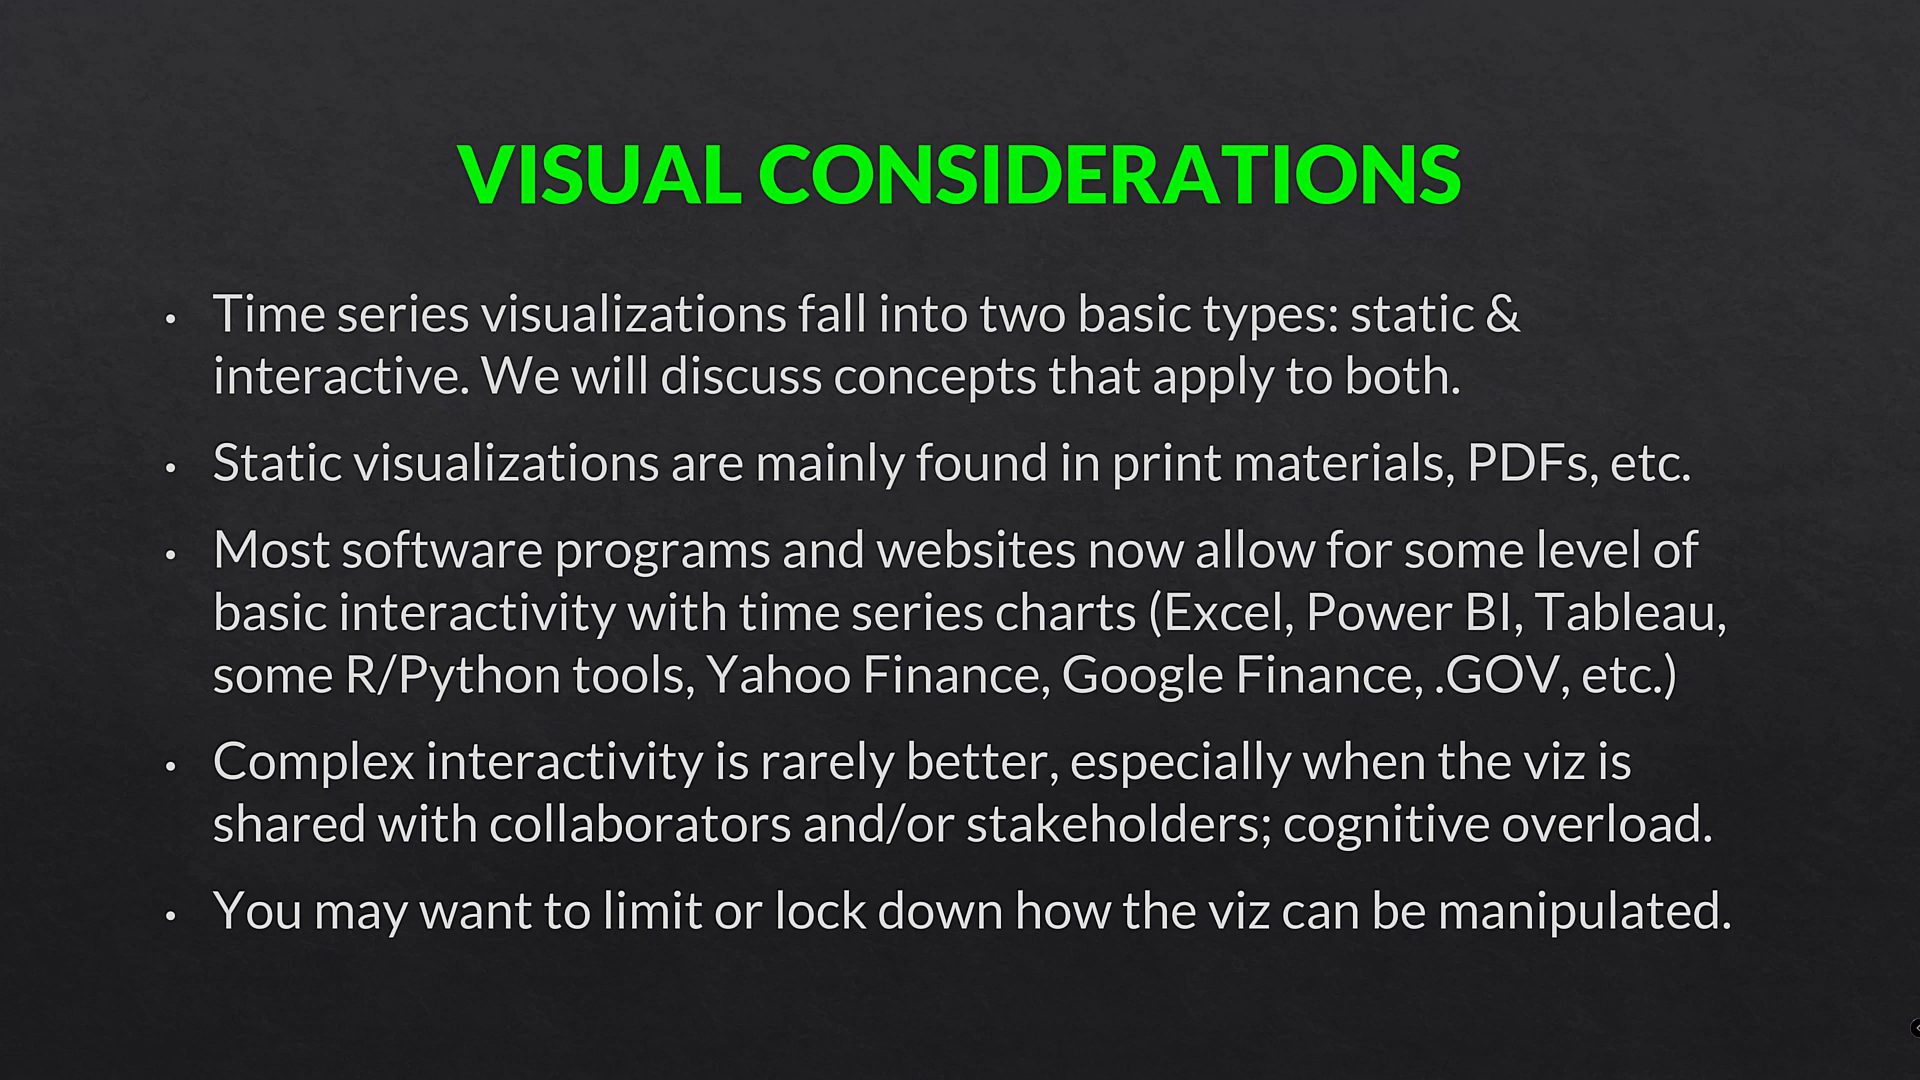 VISUAL CONSIDERATIONS
• Time series visualizations fall into two basic types: static &
interactive. We will discuss concepts that apply to both.
• Static visualizations are mainly found in print materials, PDFs, etc.
• Most software programs and websites now allow for some level of
basic interactivity with time series charts (Excel, Power BI, Tableau,
some R/Python tools, Yahoo Finance, Google Finance, .GOV, etc.)
• Complex interactivity is rarely better, especially when the viz is
shared with collaborators and/or stakeholders; cognitive overload.
• You may want to limit or lock down how the viz can be manipulated.